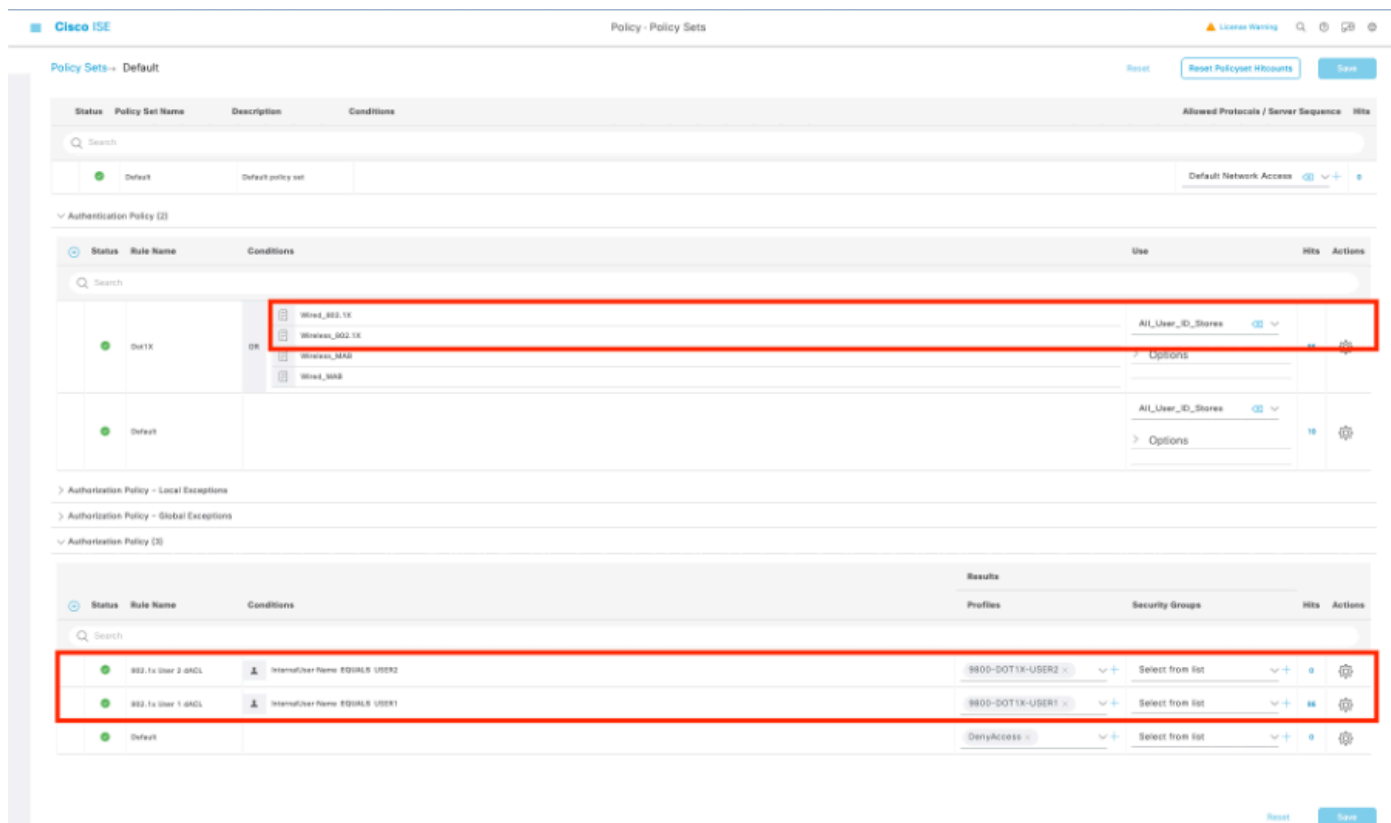 Cisco ISE
Policy · Policy Sets
License Warning
Policy Sets→ Default
Reset
Reset Policyset Hitcounts
Save
Status Policy Set Name Description Conditions Allowed Protocols / Server Sequence Hits
Search
Default Default policy set Default Network Access 0
Authentication Policy (2)
Status Rule Name Conditions Use Hits Actions
Search
Wired_802.1X
Wireless_802.1X
All_User_ID_Stores
Dot1X OR
Wireless_MAB
Options
Wired_MAB
All_User_ID_Stores
Default 10
Options
Authorization Policy - Local Exceptions
Authorization Policy - Global Exceptions
Authorization Policy (3)
Results
Status Rule Name Conditions Profiles Security Groups Hits Actions
Search
802.1x User 2 dACL InternalUser·Name EQUALS USER2 9800-DOT1X-USER2 Select from list 0
802.1x User 1 dACL InternalUser·Name EQUALS USER1 9800-DOT1X-USER1 Select from list
Default DenyAccess Select from list 0
Reset
Save